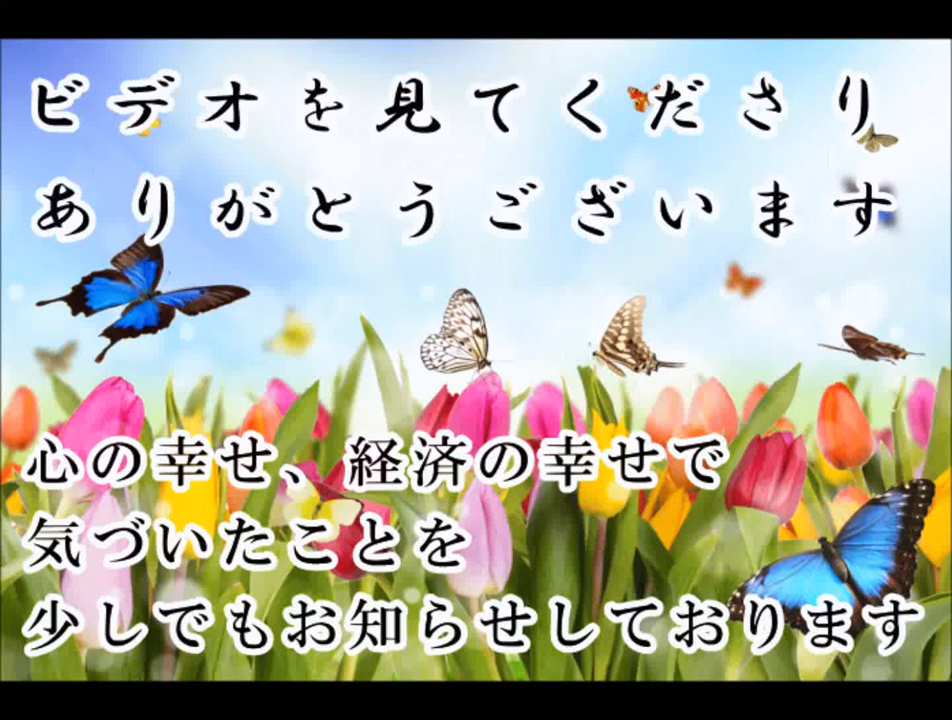 ビデオを見てくださり
ありがとうございます
心の幸せ、経済の幸せで
気づいたことを
少しでもお知らせしております